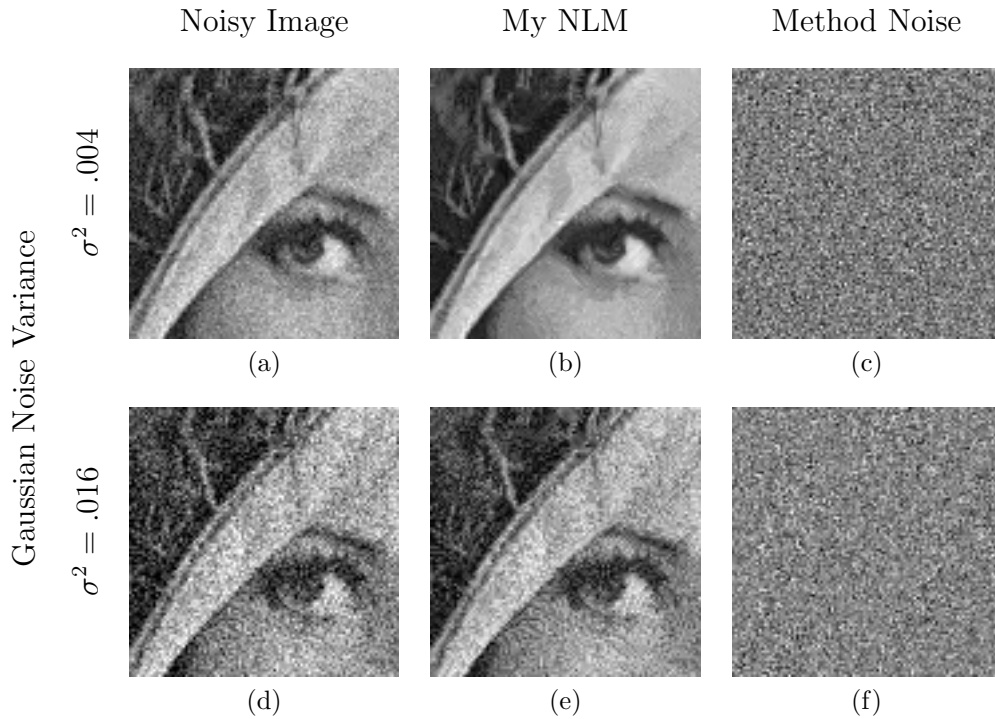 Noisy Image
My NLM
Method Noise
Gaussian Noise Variance
σ² = .004
(a)
(b)
(c)
σ² = .016
(d)
(e)
(f)